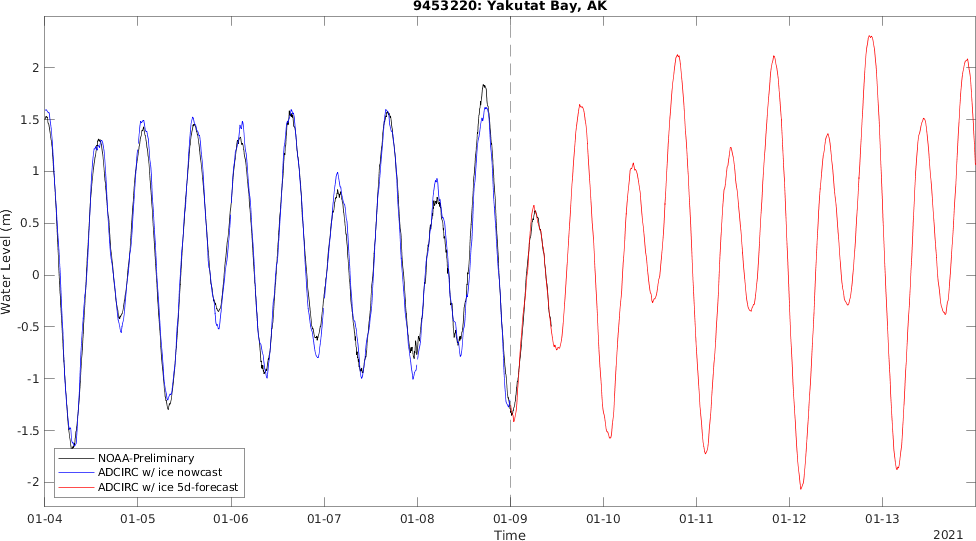 9453220: Yakutat Bay, AK
Water Level (m)
2
1.5
1
0.5
0
-0.5
-1
-1.5
-2
NOAA-Preliminary
ADCIRC w/ ice nowcast
ADCIRC w/ ice 5d-forecast
01-04 01-05 01-06 01-07 01-08 01-09 01-10 01-11 01-12 01-13
Time
2021